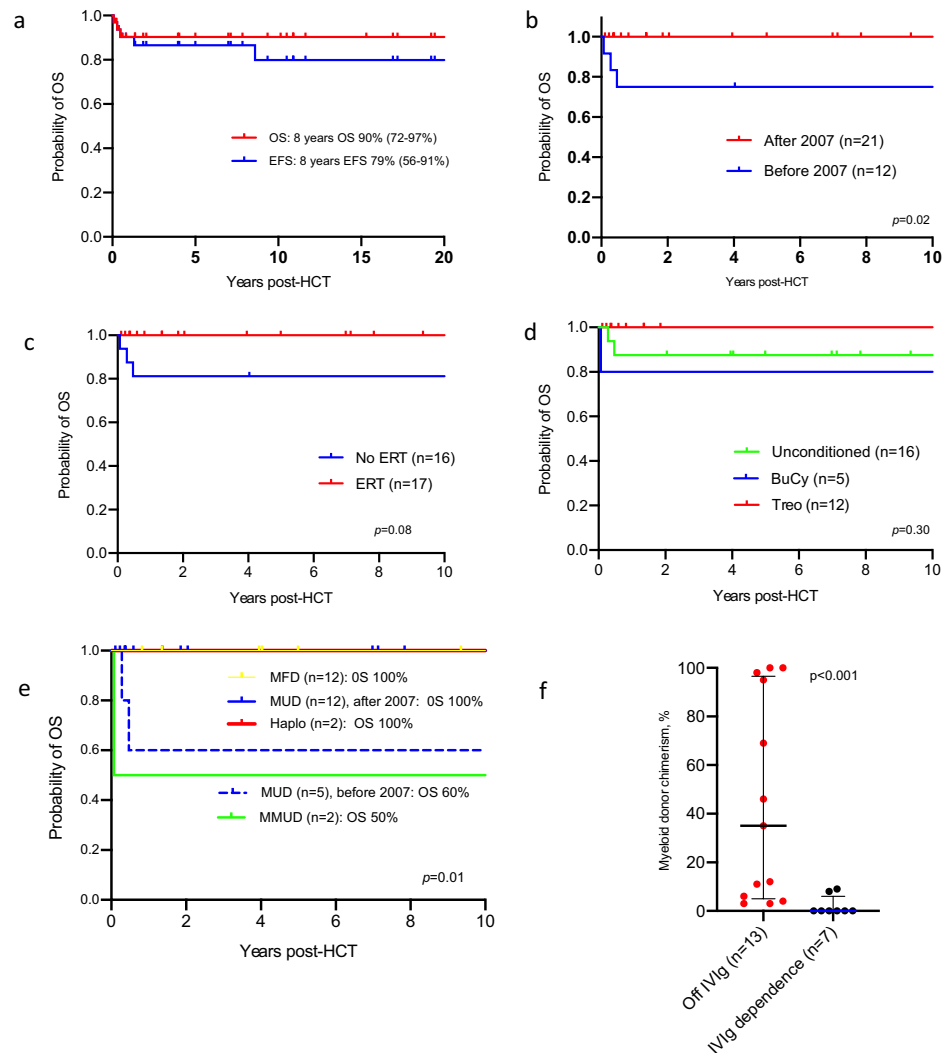 a
Probability of OS
1.0
0.8
0.6
0.4
0.2
0.0
OS: 8 years OS 90% (72-97%)
EFS: 8 years EFS 79% (56-91%)
0 5 10 15 20
Years post-HCT
b
Probability of OS
1.0
0.8
0.6
0.4
0.2
0.0
After 2007 (n=21)
Before 2007 (n=12)
p=0.02
0 2 4 6 8 10
Years post-HCT
c
Probability of OS
1.0
0.8
0.6
0.4
0.2
0.0
No ERT (n=16)
ERT (n=17)
p=0.08
0 2 4 6 8 10
Years post-HCT
d
Probability of OS
1.0
0.8
0.6
0.4
0.2
0.0
Unconditioned (n=16)
BuCy (n=5)
Treo (n=12)
p=0.30
0 2 4 6 8 10
Years post-HCT
e
Probability of OS
1.0
0.8
0.6
0.4
0.2
0.0
MFD (n=12): 0S 100%
MUD (n=12), after 2007: 0S 100%
Haplo (n=2): OS 100%
MUD (n=5), before 2007: OS 60%
MMUD (n=2): OS 50%
p=0.01
0 2 4 6 8 10
Years post-HCT
f
Myeloid donor chimerism, %
100
80
60
40
20
0
p<0.001
Off IVIg (n=13)
IVIg dependence (n=7)